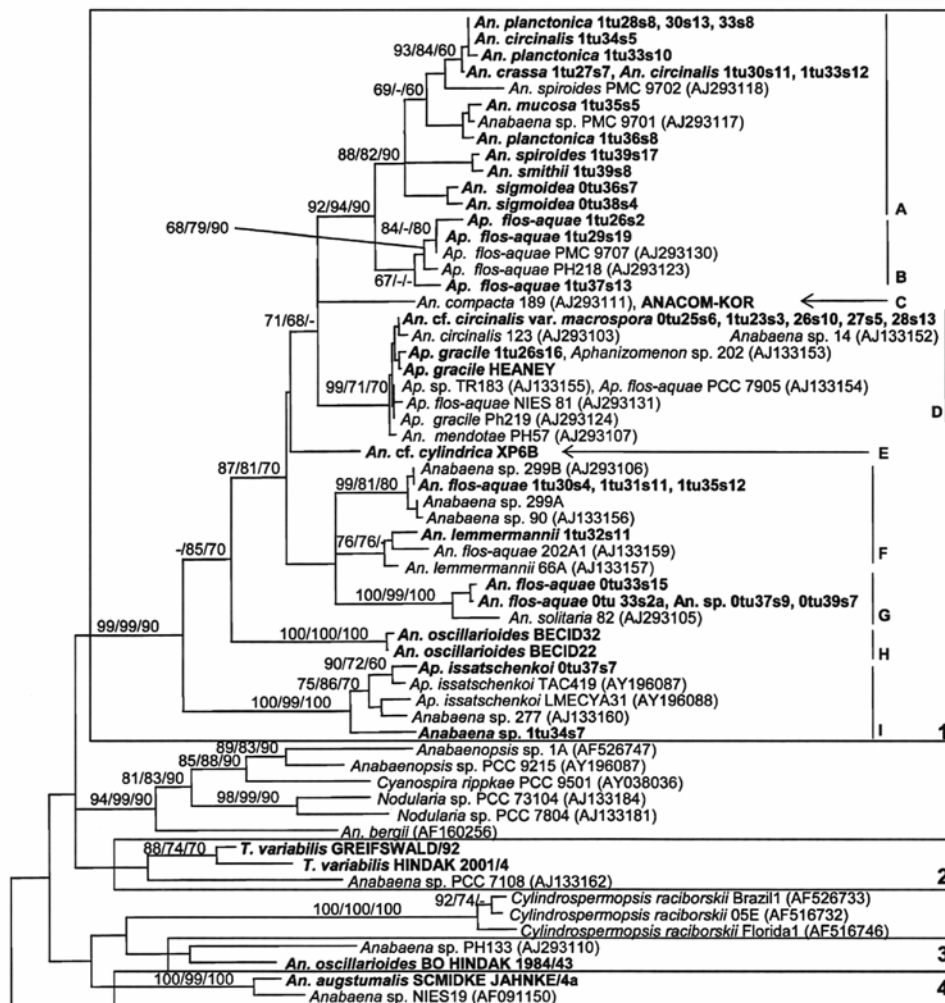 An. planctonica 1tu28s8, 30s13, 33s8
An. circinalis 1tu34s5
93/84/60
An. planctonica 1tu33s10
An. crassa 1tu27s7, An. circinalis 1tu30s11, 1tu33s12
69/-/60
An. spiroides PMC 9702 (AJ293118)
An. mucosa 1tu35s5
Anabaena sp. PMC 9701 (AJ293117)
An. planctonica 1tu36s8
88/82/90
An. spiroides 1tu39s17
An. smithii 1tu39s8
An. sigmoidea 0tu36s7
92/94/90
An. sigmoidea 0tu38s4
A
68/79/90
84/-/80
Ap. flos-aquae 1tu26s2
Ap. flos-aquae 1tu29s19
Ap. flos-aquae PMC 9707 (AJ293130)
Ap. flos-aquae PH218 (AJ293123)
67/-/-
Ap. flos-aquae 1tu37s13
B
An. compacta 189 (AJ293111), ANACOM-KOR
C
71/68/-
An. cf. circinalis var. macrospora 0tu25s6, 1tu23s3, 26s10, 27s5, 28s13
An. circinalis 123 (AJ293103) Anabaena sp. 14 (AJ133152)
Ap. gracile 1tu26s16, Aphanizomenon sp. 202 (AJ133153)
Ap. gracile HEANEY
99/71/70
Ap. sp. TR183 (AJ133155), Ap. flos-aquae PCC 7905 (AJ133154)
Ap. flos-aquae NIES 81 (AJ293131)
D
Ap. gracile Ph219 (AJ293124)
An. mendotae PH57 (AJ293107)
An. cf. cylindrica XP6B
E
87/81/70
Anabaena sp. 299B (AJ293106)
99/81/80
An. flos-aquae 1tu30s4, 1tu31s11, 1tu35s12
Anabaena sp. 299A
Anabaena sp. 90 (AJ133156)
-/85/70
An. lemmermannii 1tu32s11
76/76/-
An. flos-aquae 202A1 (AJ133159)
F
An. lemmermannii 66A (AJ133157)
An. flos-aquae 0tu33s15
100/99/100
An. flos-aquae 0tu 33s2a, An. sp. 0tu37s9, 0tu39s7
An. solitaria 82 (AJ293105)
G
99/99/90
100/100/100
An. oscillarioides BECID32
An. oscillarioides BECID22
H
90/72/60
Ap. issatschenkoi 0tu37s7
75/86/70
Ap. issatschenkoi TAC419 (AY196087)
100/99/100
Ap. issatschenkoi LMECYA31 (AY196088)
Anabaena sp. 277 (AJ133160)
Anabaena sp. 1tu34s7
I
1
89/83/90
Anabaenopsis sp. 1A (AF526747)
85/88/90
Anabaenopsis sp. PCC 9215 (AY196087)
81/83/90
Cyanospira rippkae PCC 9501 (AY038036)
94/99/90
98/99/90
Nodularia sp. PCC 73104 (AJ133184)
Nodularia sp. PCC 7804 (AJ133181)
An. bergii (AF160256)
88/74/70
T. variabilis GREIFSWALD/92
T. variabilis HINDAK 2001/4
Anabaena sp. PCC 7108 (AJ133162)
2
92/74/-
Cylindrospermopsis raciborskii Brazil1 (AF526733)
100/100/100
Cylindrospermopsis raciborskii 05E (AF516732)
Cylindrospermopsis raciborskii Florida1 (AF516746)
Anabaena sp. PH133 (AJ293110)
An. oscillarioides BO HINDAK 1984/43
3
100/99/100
An. augstumalis SCMIDKE JAHNKE/4a
Anabaena sp. NIES19 (AF091150)
4